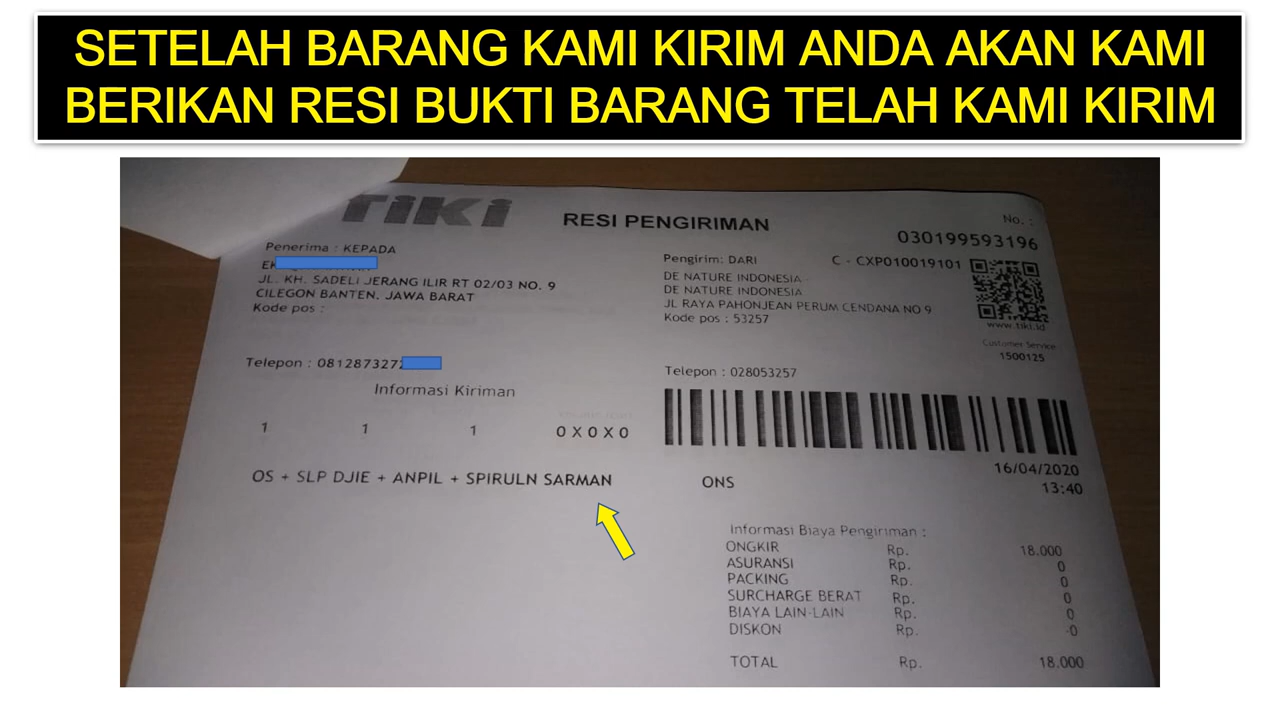 SETELAH BARANG KAMI KIRIM ANDA AKAN KAMI
BERIKAN RESI BUKTI BARANG TELAH KAMI KIRIM
TiKi
RESI PENGIRIMAN
No. :
030199593196
Penerima : KEPADA
JL. KH. SADELI JERANG ILIR RT 02/03 NO. 9
CILEGON BANTEN, JAWA BARAT
Kode pos :
Telepon : 0812873272
Pengirim: DARI
C - CXP010019101
DE NATURE INDONESIA -
DE NATURE INDONESIA
JL RAYA PAHONJEAN PERUM CENDANA NO 9
Kode pos : 53257
www.tiki.id
Customer Service
1500125
Telepon : 028053257
Informasi Kiriman
1 1 1 0 X 0 X 0
OS + SLP DJIE + ANPIL + SPIRULN SARMAN
16/04/2020
13:40
ONS
Informasi Biaya Pengiriman :
ONGKIR Rp. 18.000
ASURANSI Rp. 0
PACKING Rp. 0
SURCHARGE BERAT Rp. 0
BIAYA LAIN-LAIN Rp. 0
DISKON Rp. -0
TOTAL Rp. 18.000